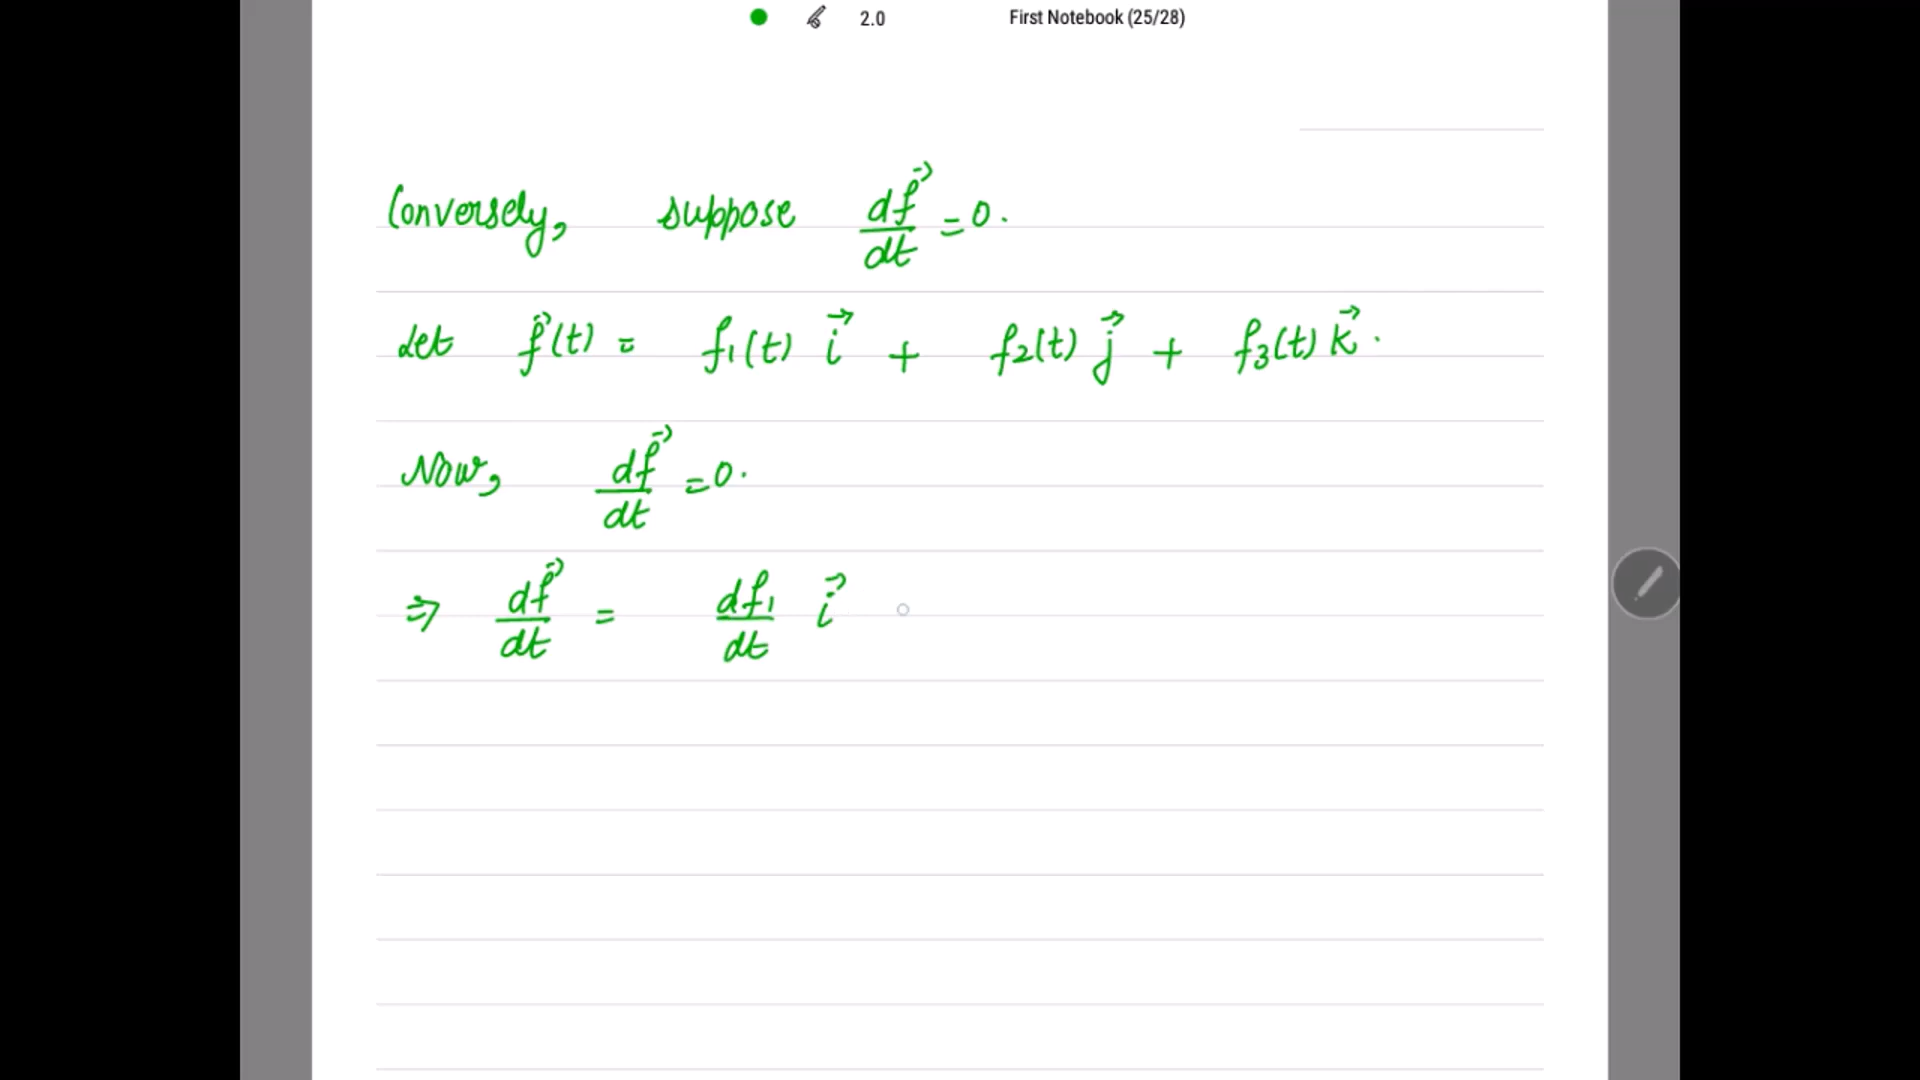 2.0 First Notebook (25/28)
Conversely, suppose df⃗/dt = 0.
Let f⃗(t) = f₁(t) i⃗ + f₂(t) j⃗ + f₃(t) k⃗.
Now, df⃗/dt = 0.
⇒ df⃗/dt = df₁/dt i⃗